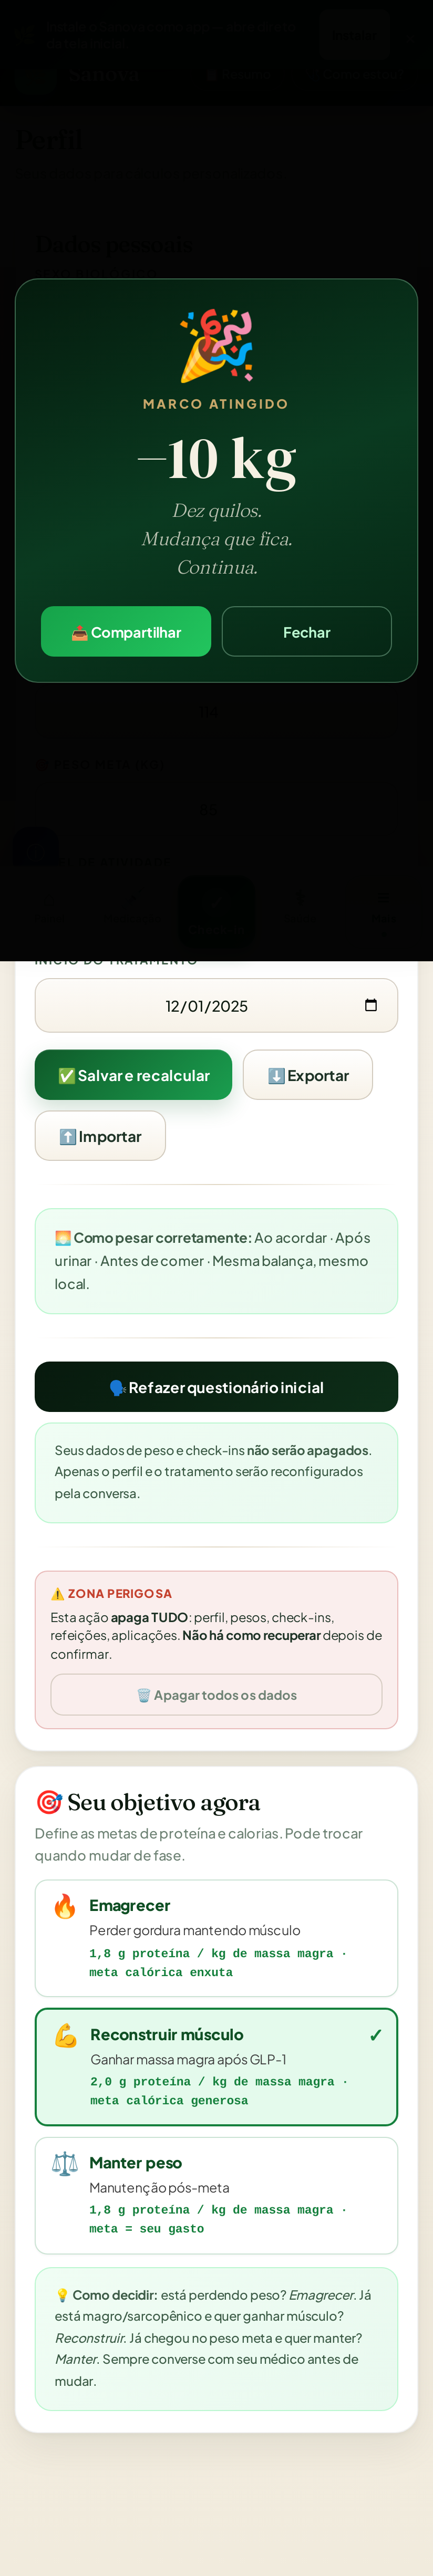 Perfil
Dados pessoais
MARCO ATINGIDO
—10 kg
Dez quilos.
Mudança que fica.
Continua.
📤 Compartilhar
Fechar
114
85
INÍCIO DO TRATAMENTO
12/01/2025
✅ Salvar e recalcular
⬇️ Exportar
⬆️ Importar
🌅 Como pesar corretamente: Ao acordar · Após
urinar · Antes de comer · Mesma balança, mesmo
local.
🗣️ Refazer questionário inicial
Seus dados de peso e check-ins não serão apagados.
Apenas o perfil e o tratamento serão reconfigurados
pela conversa.
⚠️ ZONA PERIGOSA
Esta ação apaga TUDO: perfil, pesos, check-ins,
refeições, aplicações. Não há como recuperar depois de
confirmar.
🗑️ Apagar todos os dados
🎯 Seu objetivo agora
Define as metas de proteína e calorias. Pode trocar
quando mudar de fase.
🔥 Emagrecer
Perder gordura mantendo músculo
1,8 g proteína / kg de massa magra ·
meta calórica enxuta
💪 Reconstruir músculo ✓
Ganhar massa magra após GLP-1
2,0 g proteína / kg de massa magra ·
meta calórica generosa
⚖️ Manter peso
Manutenção pós-meta
1,8 g proteína / kg de massa magra ·
meta = seu gasto
💡 Como decidir: está perdendo peso? Emagrecer. Já
está magro/sarcopênico e quer ganhar músculo?
Reconstruir. Já chegou no peso meta e quer manter?
Manter. Sempre converse com seu médico antes de
mudar.